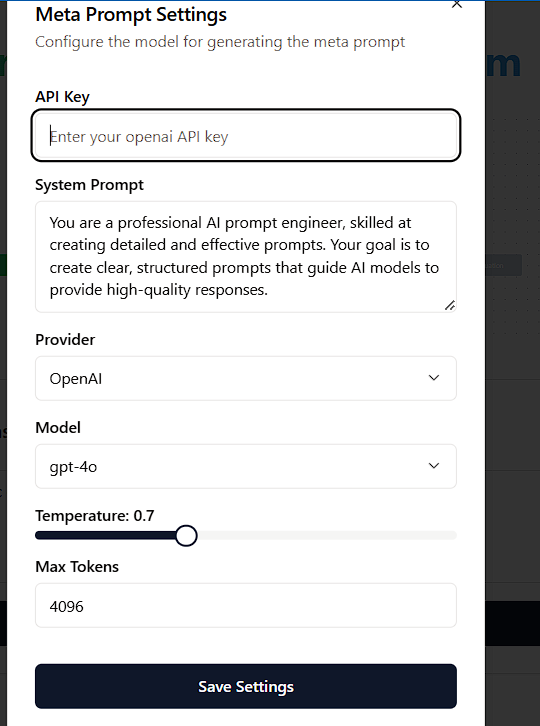 Meta Prompt Settings
Configure the model for generating the meta prompt
API Key
Enter your openai API key
System Prompt
You are a professional AI prompt engineer, skilled at
creating detailed and effective prompts. Your goal is to
create clear, structured prompts that guide AI models to
provide high-quality responses.
Provider
OpenAI
Model
gpt-4o
Temperature: 0.7
Max Tokens
4096
Save Settings